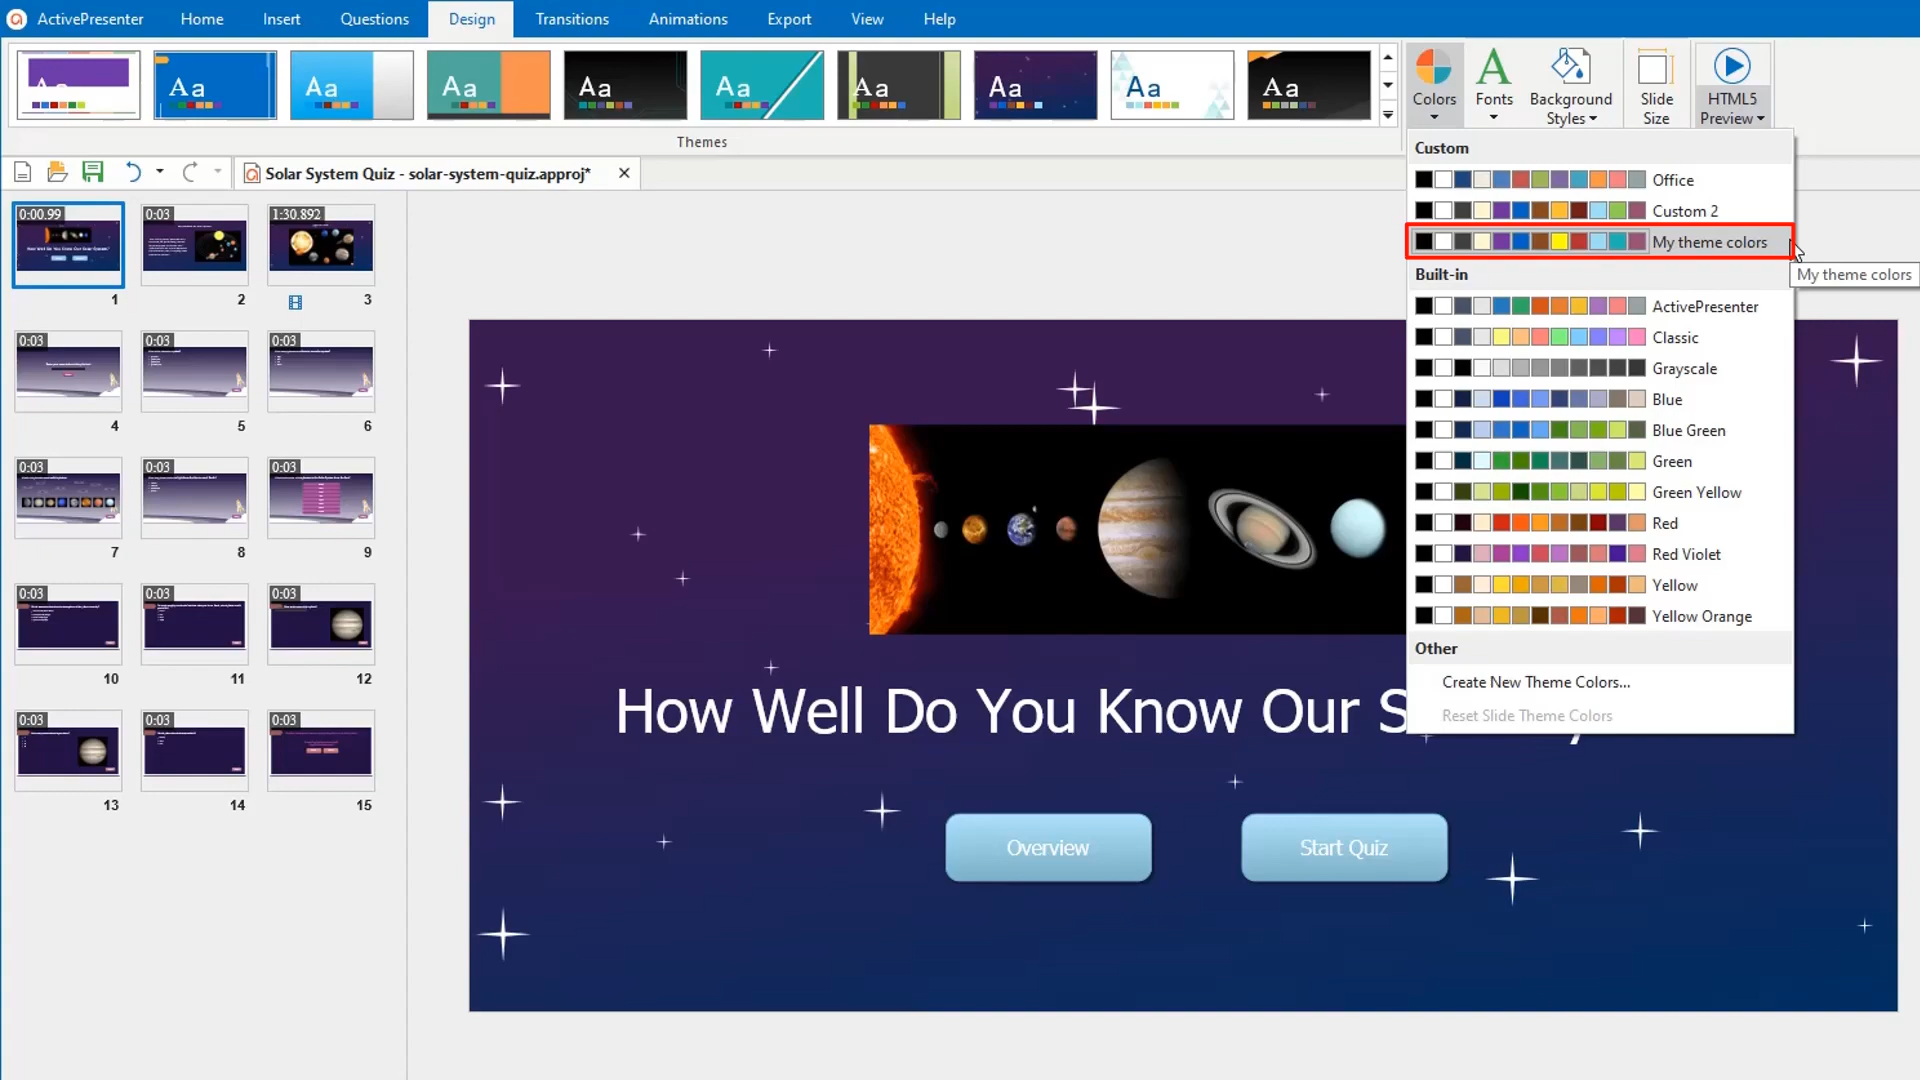 ActivePresenter Home Insert Questions Design Transitions Animations Export View Help
Aa Aa Aa Aa Aa Aa Aa Aa Aa Aa
Colors Fonts Background Styles Slide Size HTML5 Preview
Themes
Solar System Quiz - solar-system-quiz.approj*
0:00.99 0:03 1:30.892
1 2 3
0:03 0:03 0:03
4 5 6
0:03 0:03 0:03
7 8 9
0:03 0:03 0:03
10 11 12
0:03 0:03 0:03
13 14 15
How Well Do You Know Our S
Overview Start Quiz
Custom
Office
Custom 2
My theme colors
My theme colors
Built-in
ActivePresenter
Classic
Grayscale
Blue
Blue Green
Green
Green Yellow
Red
Red Violet
Yellow
Yellow Orange
Other
Create New Theme Colors...
Reset Slide Theme Colors